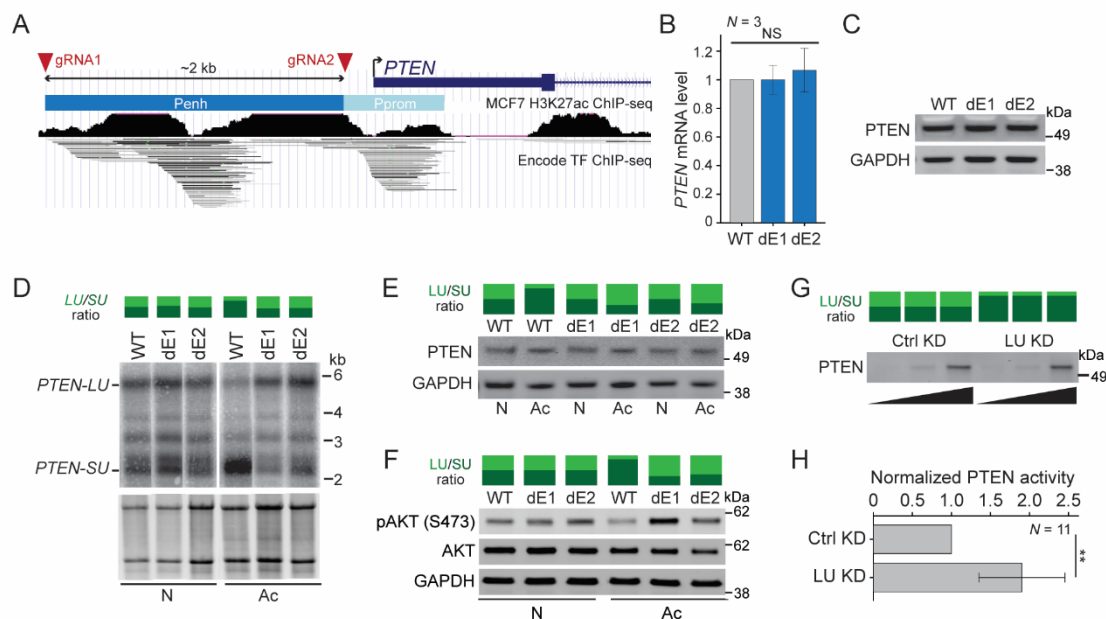 A
gRNA1
gRNA2
~2 kb
PTEN
Penh
Pprom
MCF7 H3K27ac ChIP-seq
Encode TF ChIP-seq
B
N = 3
NS
PTEN mRNA level
1.2
1
0.8
0.6
0.4
0.2
0
WT dE1 dE2
C
WT dE1 dE2
kDa
PTEN
49
GAPDH
38
D
LU/SU
ratio
WT dE1 dE2 WT dE1 dE2
kb
PTEN-LU
6
4
3
PTEN-SU
2
N Ac
E
LU/SU
ratio
WT WT dE1 dE1 dE2 dE2
kDa
PTEN
49
GAPDH
38
N Ac N Ac N Ac
F
LU/SU
ratio
WT dE1 dE2 WT dE1 dE2
kDa
62
pAKT (S473)
AKT
62
GAPDH
38
N Ac
G
LU/SU
ratio
Ctrl KD LU KD
kDa
PTEN
49
H
Normalized PTEN activity
0 0.5 1.0 1.5 2.0 2.5
N = 11
Ctrl KD
**
LU KD